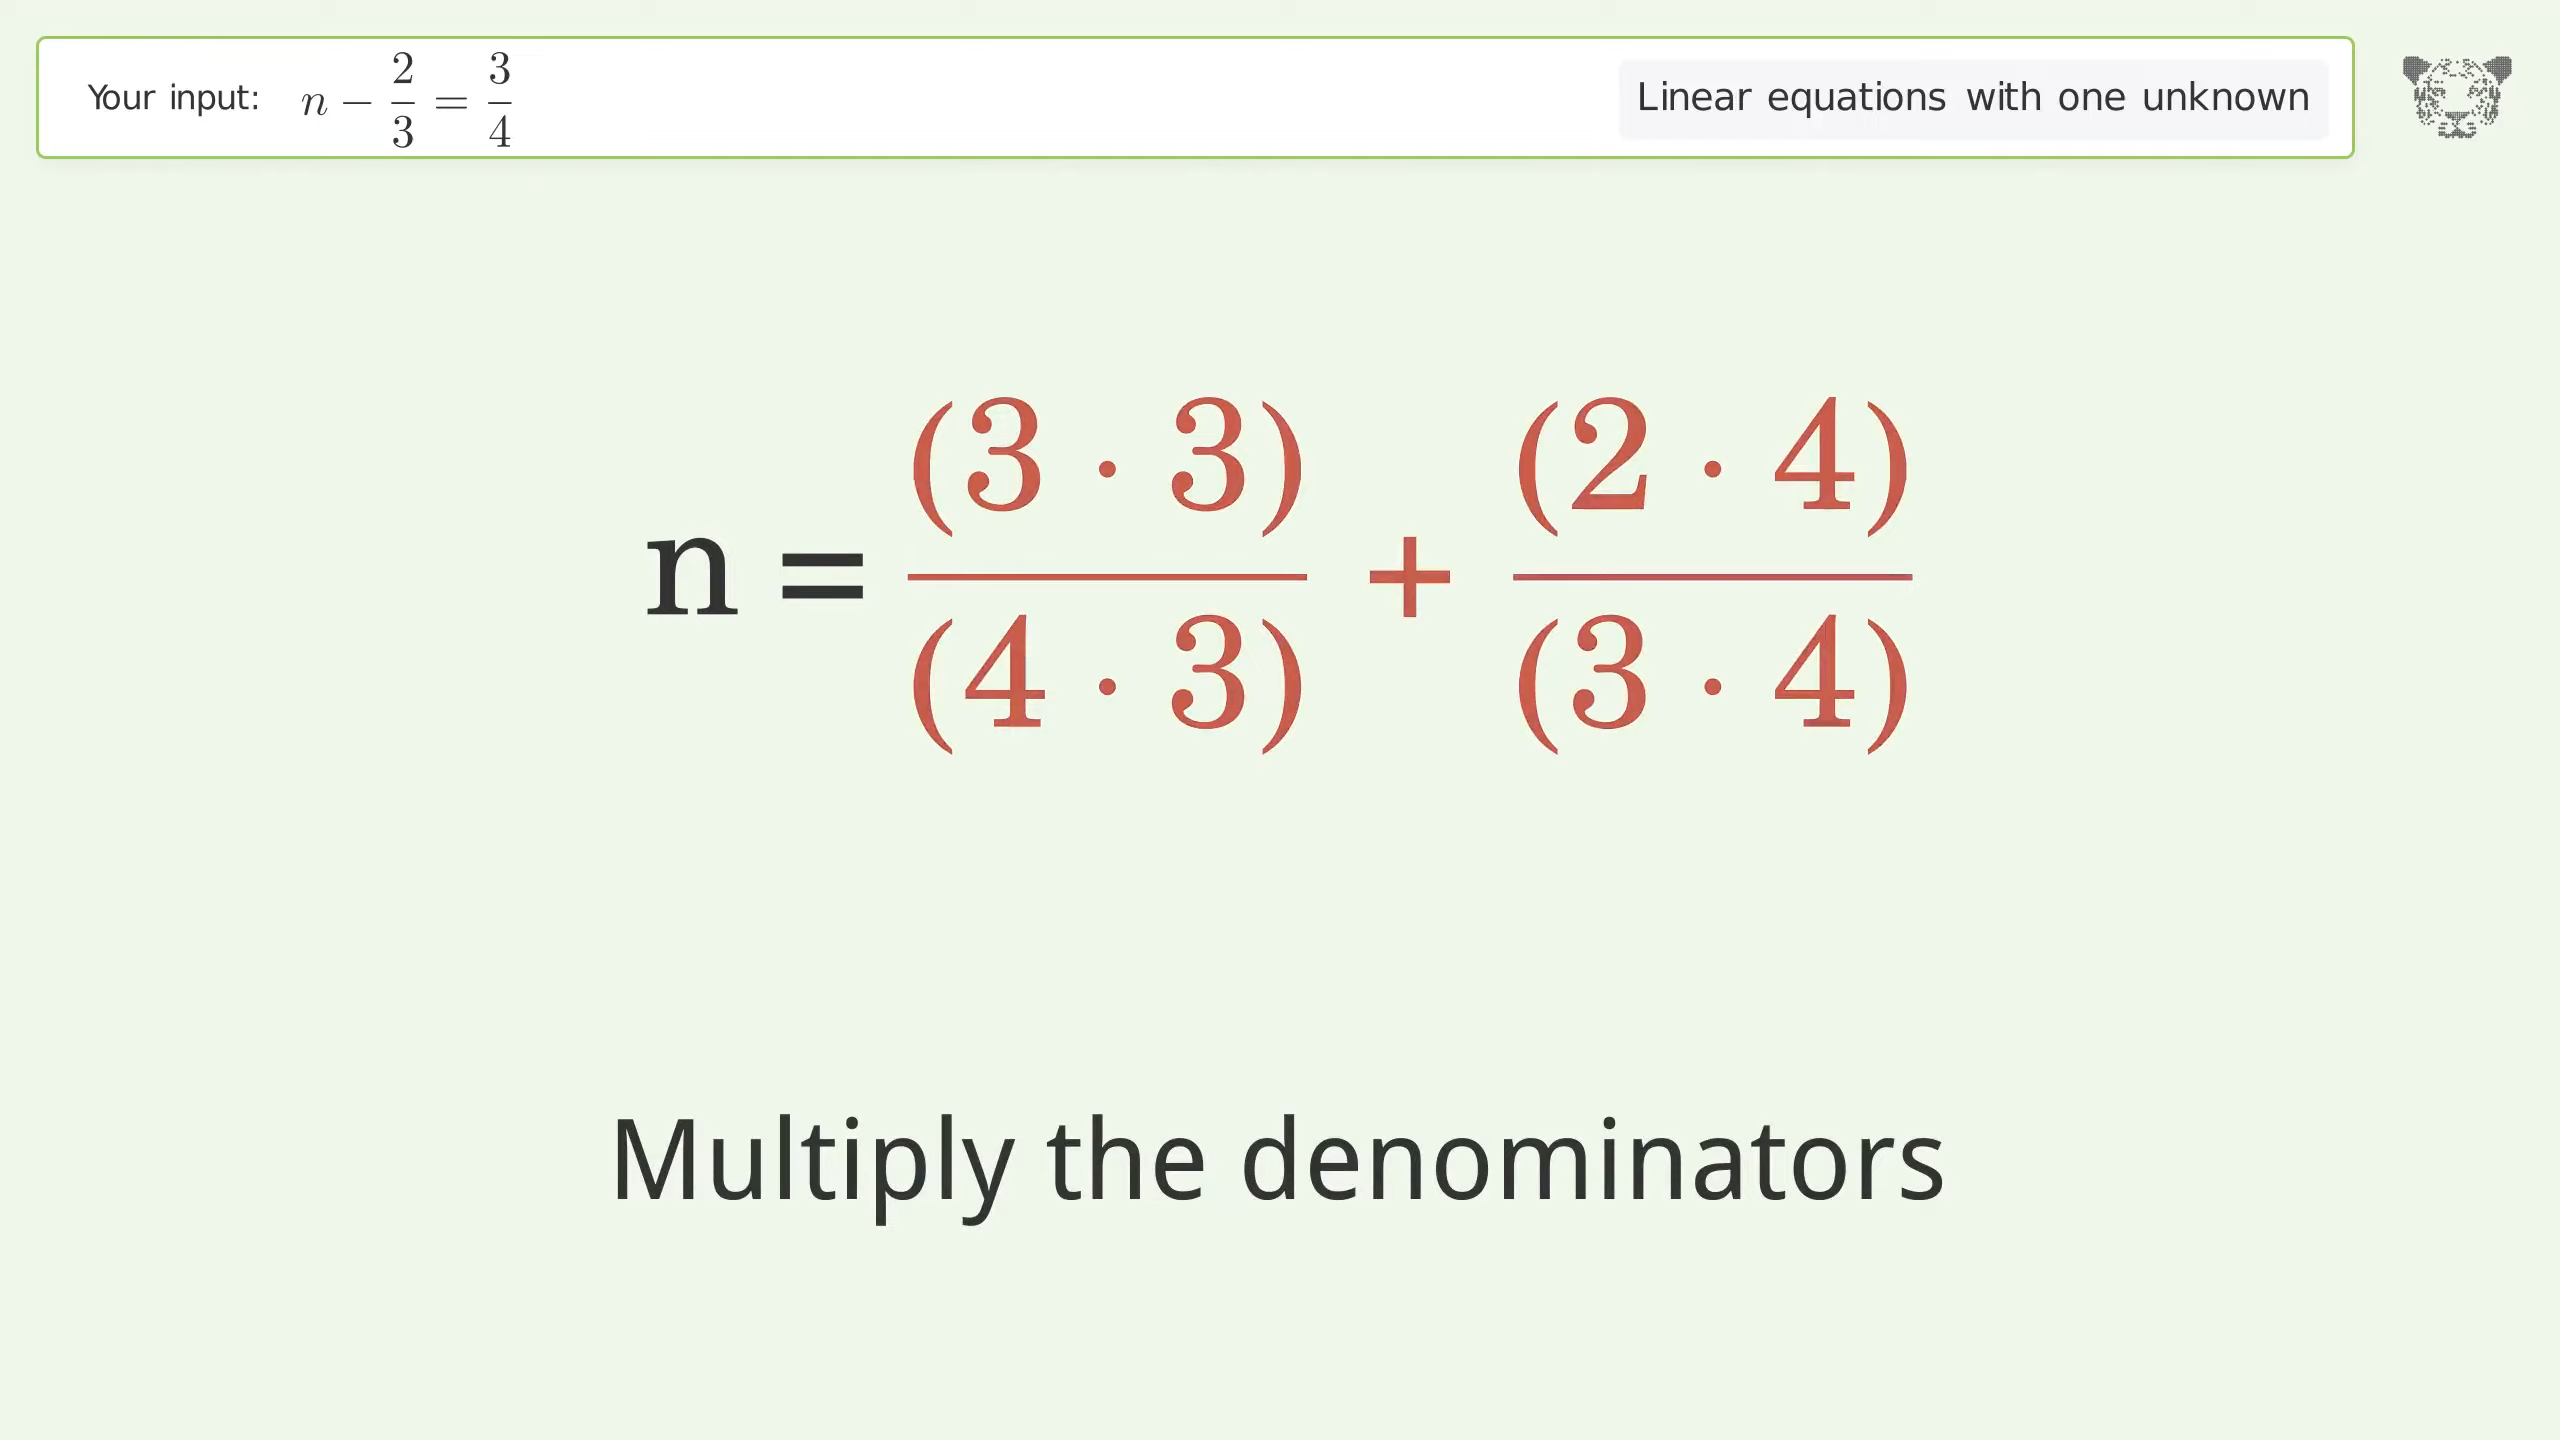 Your input: n − 2/3 = 3/4
Linear equations with one unknown
n = (3 · 3)/(4 · 3) + (2 · 4)/(3 · 4)
Multiply the denominators